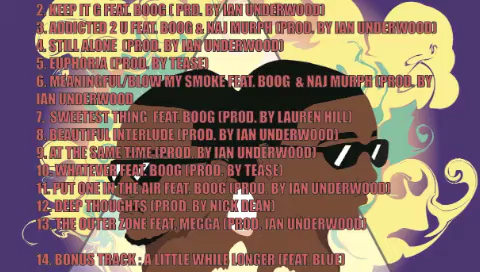 2. KEEP IT G FEAT. BOOG ( PRD. BY IAN UNDERWOOD)
3. ADDICTED 2 U FEAT. BOOG & KAJ MURPH (PROD. BY IAN UNDERWOOD)
4. STILL ALONE (PROD. BY IAN UNDERWOOD)
5. EUPHORIA (PROD. BY TEA$E)
6. MEANINGFUL/BLOW MY SMOKE FEAT. BOOG & NAJ MURPH (PROD. BY
IAN UNDERWOOD
7. SWEETEST THING FEAT. BOOG (PROD. BY LAUREN HILL)
8. BEAUTIFUL INTERLUDE (PROD. BY IAN UNDERWOOD)
9. AT THE SAME TIME (PROD. BY IAN UNDERWOOD)
10. WHATEVER FEAT. BOOG (PROD. BY TEA$E)
11. PUT ONE IN THE AIR FEAT. BOOG (PROD. BY IAN UNDERWOOD)
12. DEEP THOUGHT$ (PROD. BY NICK DEAN)
13. THE OUTER ZONE FEAT. MEGGA (PROD. IAN UNDERWOOD)
14. BONUS TRACK : A LITTLE WHILE LONGER (FEAT. BLUE)